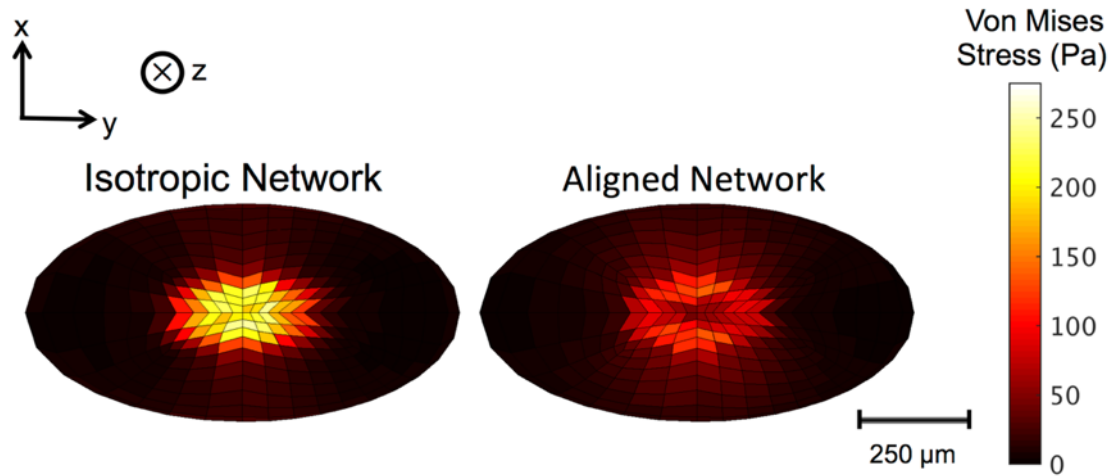 x
z
y
Von Mises
Stress (Pa)
Isotropic Network
Aligned Network
250
200
150
100
50
0
250 μm